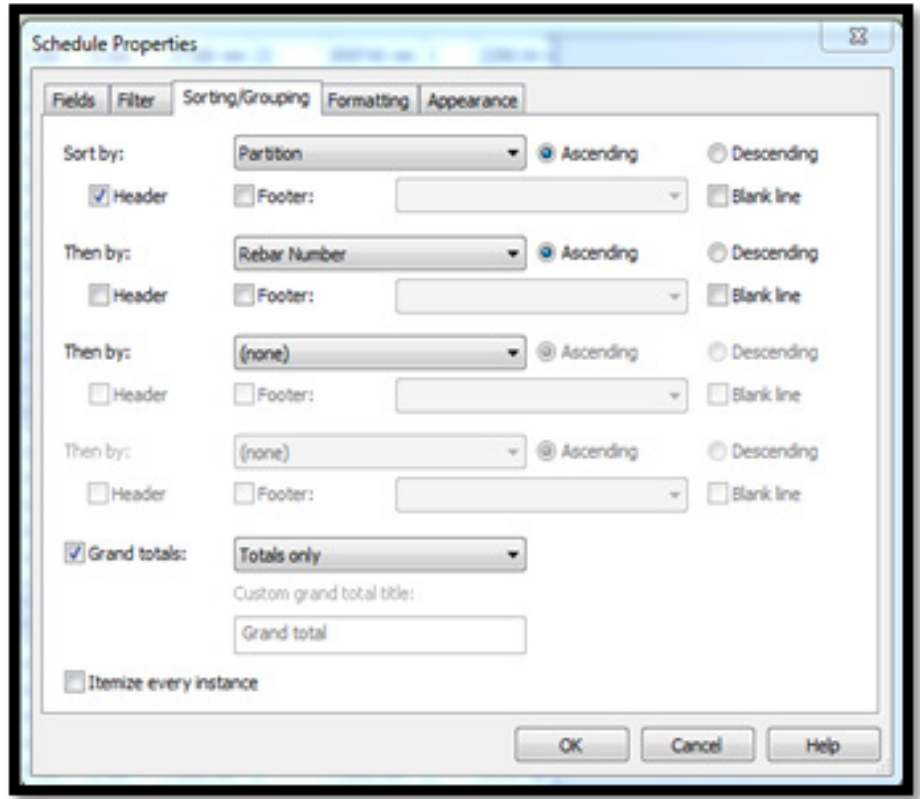 Schedule Properties
Fields Filter Sorting/Grouping Formatting Appearance
Sort by: Partition Ascending Descending
Header Footer: Blank line
Then by: Rebar Number Ascending Descending
Header Footer: Blank line
Then by: (none) Ascending Descending
Header Footer: Blank line
Then by: (none) Ascending Descending
Header Footer: Blank line
Grand totals: Totals only
Custom grand total title:
Grand total
Itemize every instance
OK Cancel Help